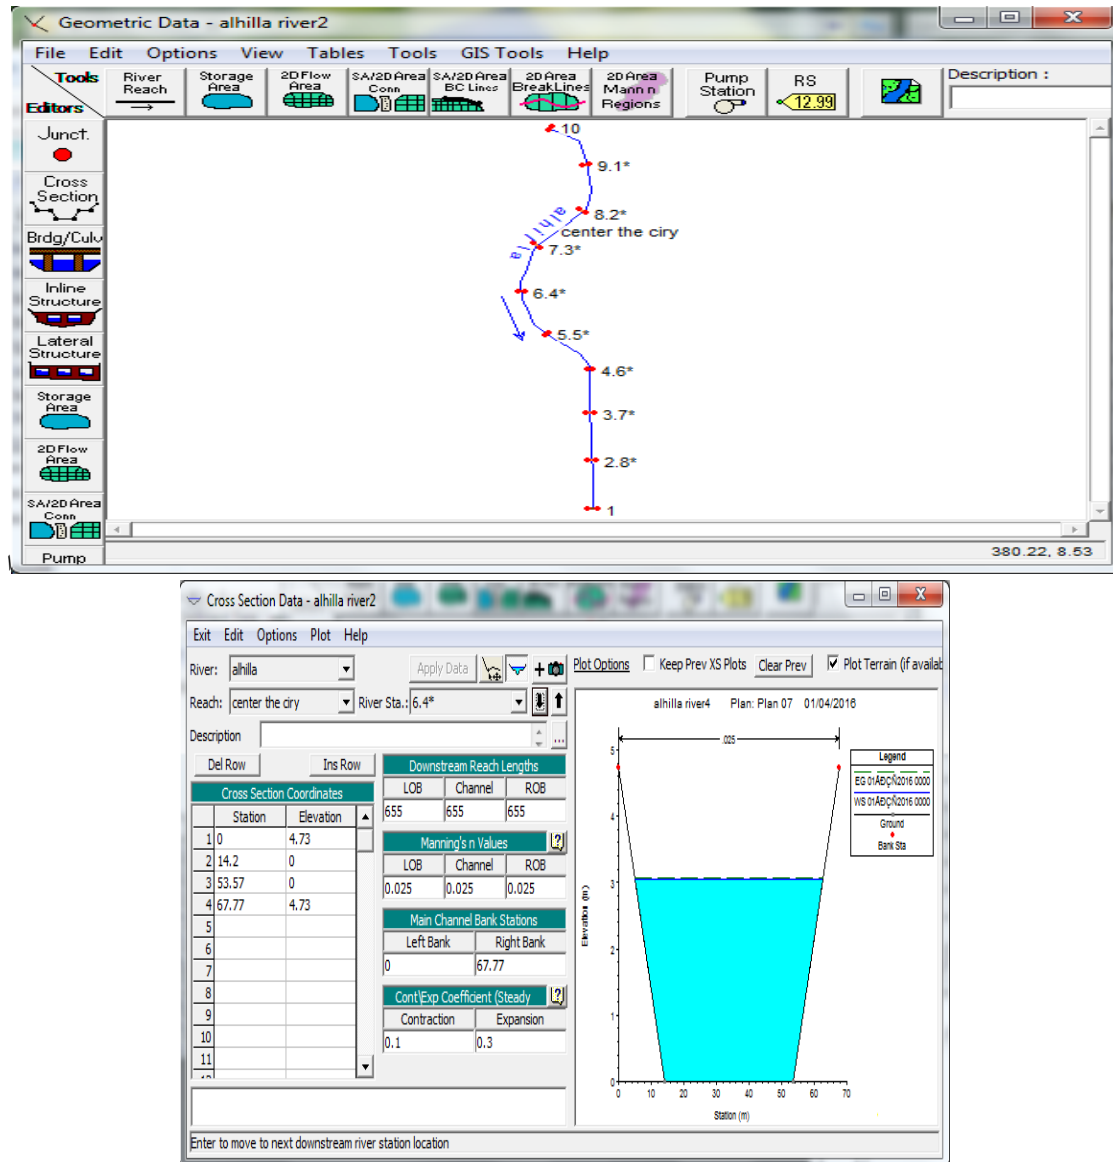 Geometric Data - alhilla river2
File Edit Options View Tables Tools GIS Tools Help
Tools
Editors
River
Reach
Storage
Area
2D Flow
Area
SA/2D Area
Conn
SA/2D Area
BC Lines
2D Area
BreakLines
2D Area
Mann n
Regions
Pump
Station
RS
12.99
Description :
Junct.
Cross
Section
Brdg/Culv
Inline
Structure
Lateral
Structure
Storage
Area
2D Flow
Area
SA/2D Area
Conn
Pump
10
9.1*
8.2*
alhilla
center the ciry
7.3*
6.4*
5.5*
4.6*
3.7*
2.8*
1
380.22, 8.53
Cross Section Data - alhilla river2
Exit Edit Options Plot Help
River: alhilla
Apply Data
Reach: center the ciry
River Sta.: 6.4*
Description
...
Del Row Ins Row
Cross Section Coordinates
Station Elevation
1 0 4.73
2 14.2 0
3 53.57 0
4 67.77 4.73
5
6
7
8
9
10
11
Downstream Reach Lengths
LOB Channel ROB
655 655 655
Manning's n Values
LOB Channel ROB
0.025 0.025 0.025
Main Channel Bank Stations
Left Bank Right Bank
0 67.77
Cont\Exp Coefficient (Steady
Contraction Expansion
0.1 0.3
Plot Options Keep Prev XS Plots Clear Prev Plot Terrain (if availab
alhilla river4 Plan: Plan 07 01/04/2016
.025
5
4
3
2
1
0
Elevation (m)
0 10 20 30 40 50 60 70
Station (m)
Legend
EG 01ÂÐÇÑ2016 0000
WS 01ÂÐÇÑ2016 0000
Ground
Bank Sta
Enter to move to next downstream river station location